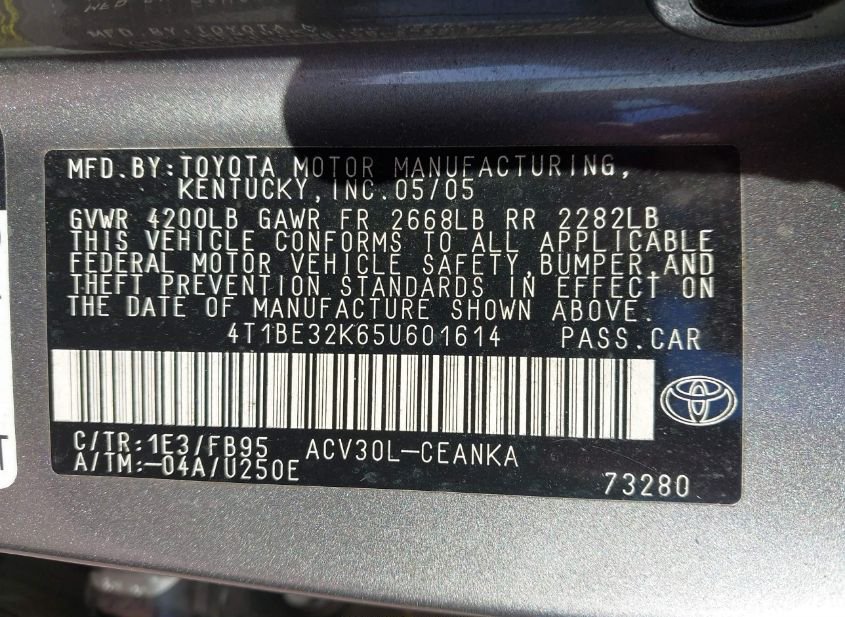 MFD.BY:TOYOTA MOTOR MANUFACTURING,
KENTUCKY,INC.05/05
GVWR 4200LB GAWR FR 2668LB RR 2282LB
THIS VEHICLE CONFORMS TO ALL APPLICABLE
FEDERAL MOTOR VEHICLE SAFETY,BUMPER,AND
THEFT PREVENTION STANDARDS IN EFFECT ON
THE DATE OF MANUFACTURE SHOWN ABOVE.
4T1BE32K65U601614 PASS.CAR
C/TR:1E3/FB95 ACV30L-CEANKA
A/TM:-04A/U250E
73280